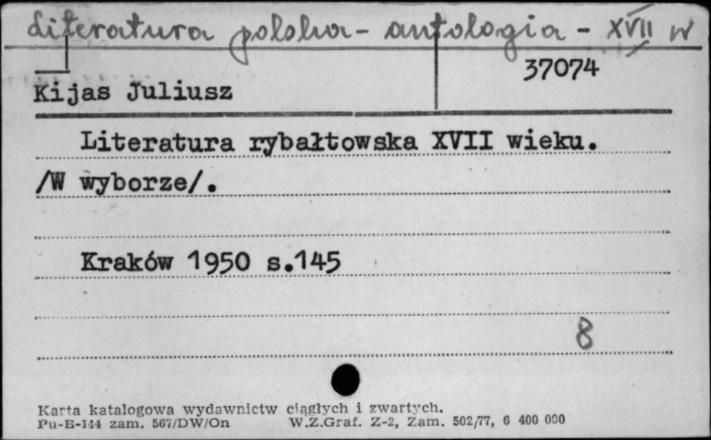 Literatura polska - antologia - XVII w
37074
Kijas Juliusz
Literatura rybałtowska XVII wieku.
/W wyborze/.
Kraków 1950 s.145
8
Karta katalogowa wydawnictw ciągłych i zwartych.
Pu-B-144 zam. 567/DW/On W.Z.Graf. Z-2, Zam. 502/77, 6 400 000